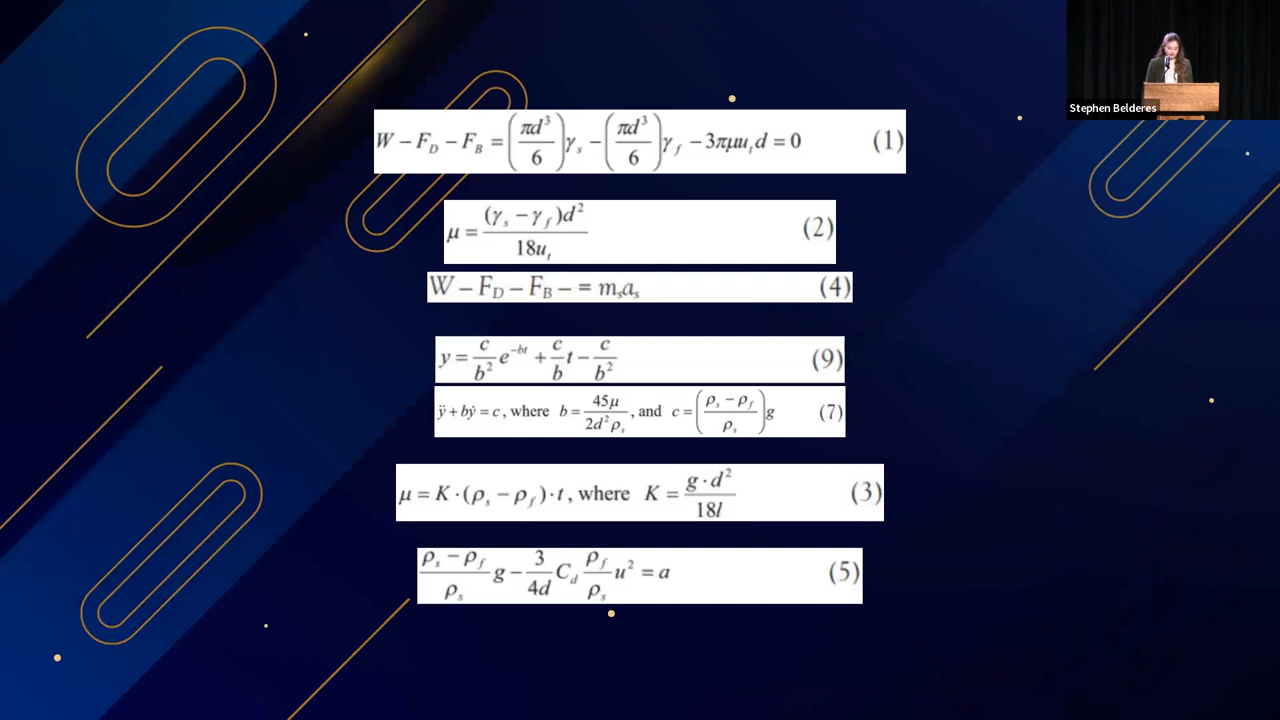 Stephen Belderes
W − F_D − F_B = (πd³/6)γ_s − (πd³/6)γ_f − 3πμu_t d = 0 (1)
μ = (γ_s − γ_f)d² / 18u_t (2)
W − F_D − F_B − = m_s a_s (4)
y = c/b² e^{−bt} + c/b t − c/b² (9)
ÿ + bẏ = c, where b = 45μ / 2d²ρ_s, and c = ((ρ_s − ρ_f) / ρ_s)g (7)
μ = K·(ρ_s − ρ_f)·t, where K = g·d² / 18l (3)
(ρ_s − ρ_f)/ρ_s g − 3/4d C_d ρ_f/ρ_s u² = a (5)